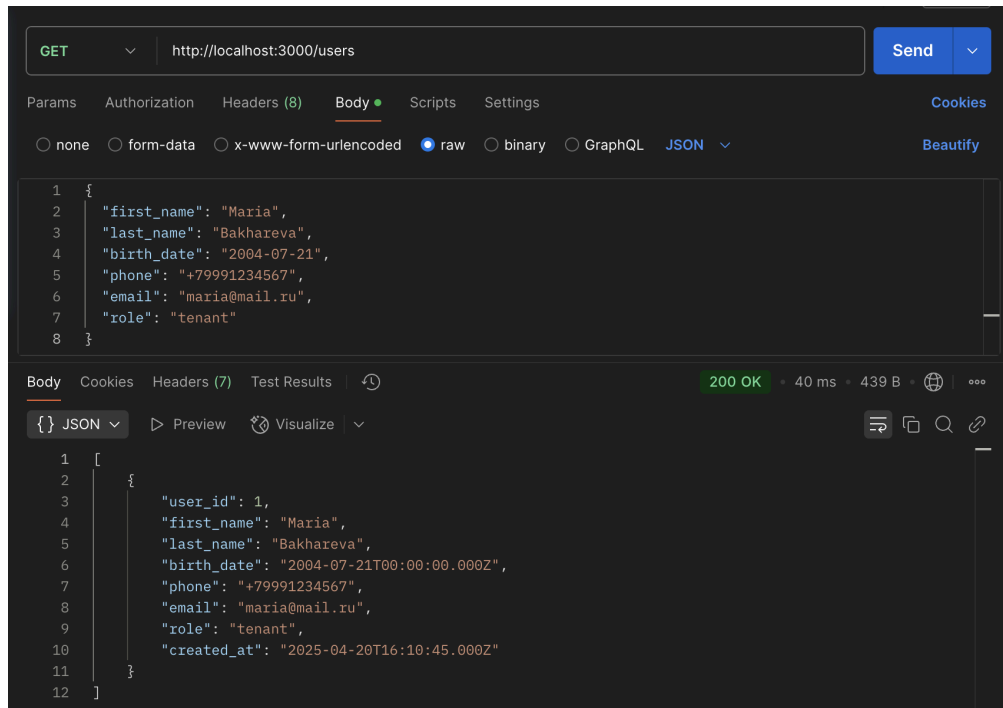 GET http://localhost:3000/users Send
Params Authorization Headers (8) Body Scripts Settings Cookies
none form-data x-www-form-urlencoded raw binary GraphQL JSON Beautify
1 {
2 "first_name": "Maria",
3 "last_name": "Bakhareva",
4 "birth_date": "2004-07-21",
5 "phone": "+79991234567",
6 "email": "maria@mail.ru",
7 "role": "tenant"
8 }
Body Cookies Headers (7) Test Results 200 OK 40 ms 439 B
{} JSON Preview Visualize
1 [
2 {
3 "user_id": 1,
4 "first_name": "Maria",
5 "last_name": "Bakhareva",
6 "birth_date": "2004-07-21T00:00:00.000Z",
7 "phone": "+79991234567",
8 "email": "maria@mail.ru",
9 "role": "tenant",
10 "created_at": "2025-04-20T16:10:45.000Z"
11 }
12 ]